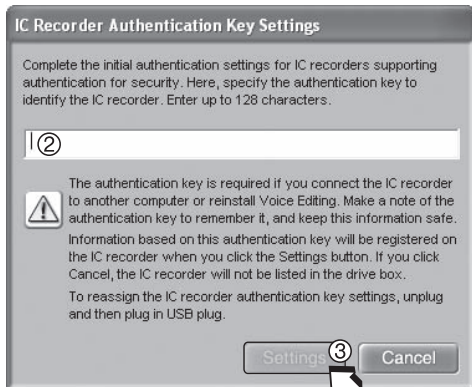 IC Recorder Authentication Key Settings
Complete the initial authentication settings for IC recorders supporting
authentication for security. Here, specify the authentication key to
identify the IC recorder. Enter up to 128 characters.
②
The authentication key is required if you connect the IC recorder
to another computer or reinstall Voice Editing. Make a note of the
authentication key to remember it, and keep this information safe.
Information based on this authentication key will be registered on
the IC recorder when you click the Settings button. If you click
Cancel, the IC recorder will not be listed in the drive box.
To reassign the IC recorder authentication key settings, unplug
and then plug in USB plug.
Settings ③ Cancel